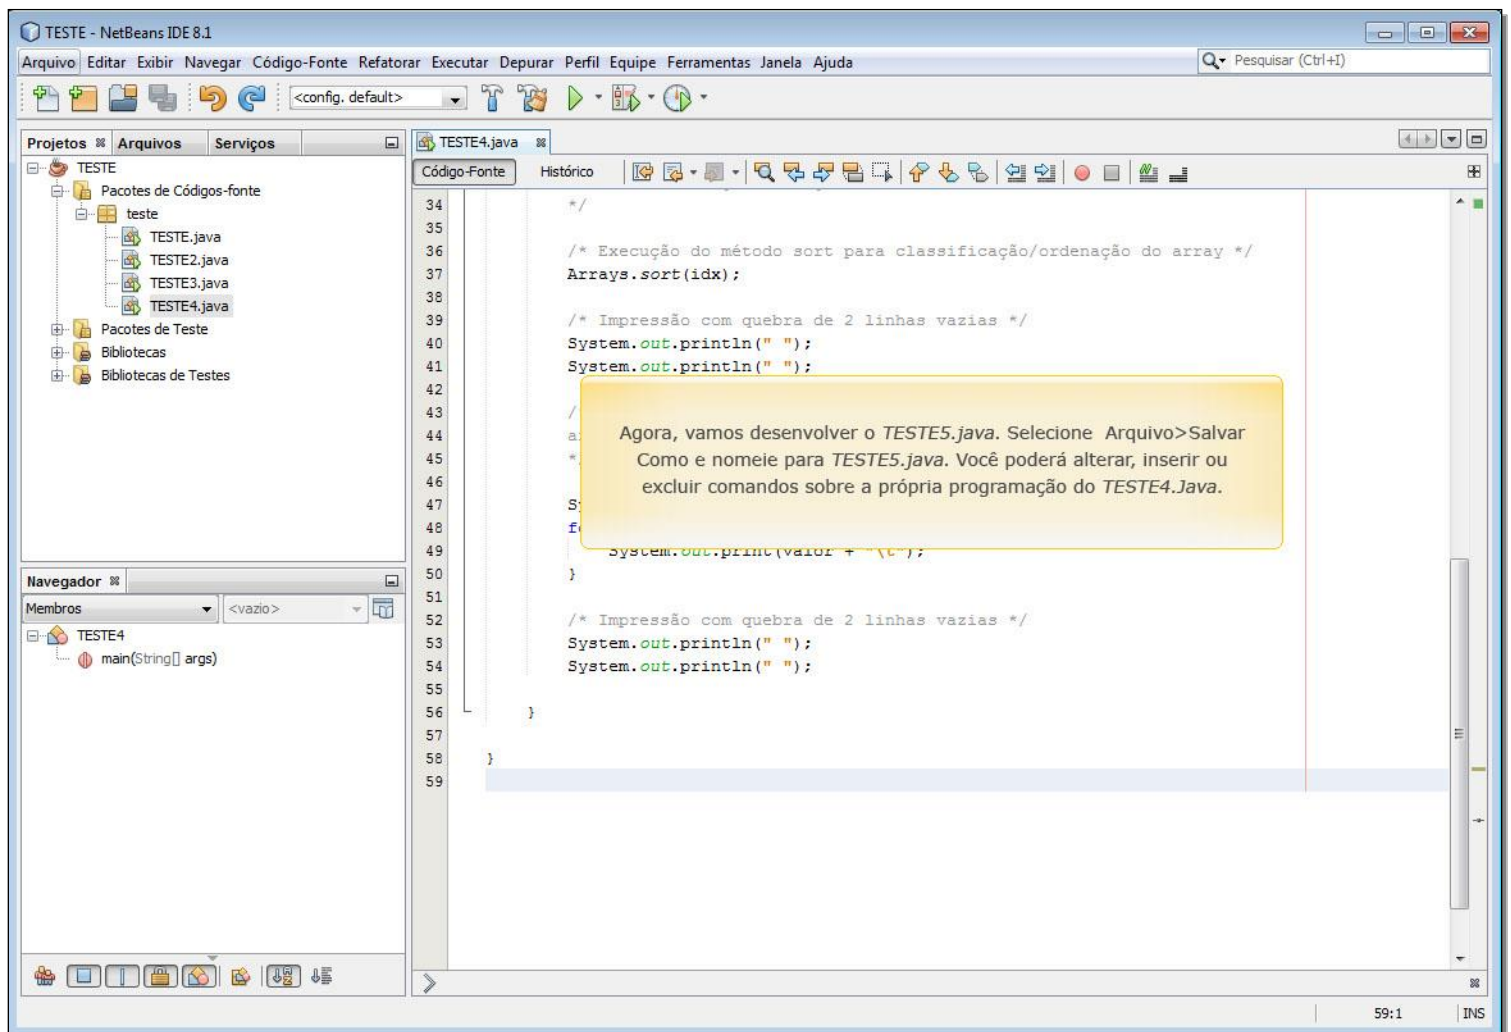 TESTE - NetBeans IDE 8.1
Arquivo Editar Exibir Navegar Código-Fonte Refatorar Executar Depurar Perfil Equipe Ferramentas Janela Ajuda
Pesquisar (Ctrl+I)
<config. default>
Projetos Arquivos Serviços
TESTE
Pacotes de Códigos-fonte
teste
TESTE.java
TESTE2.java
TESTE3.java
TESTE4.java
Pacotes de Teste
Bibliotecas
Bibliotecas de Testes
Navegador
Membros <vazio>
TESTE4
main(String[] args)
TESTE4.java
Código-Fonte Histórico
34 */
35
36 /* Execução do método sort para classificação/ordenação do array */
37 Arrays.sort(idx);
38
39 /* Impressão com quebra de 2 linhas vazias */
40 System.out.println(" ");
41 System.out.println(" ");
42
43 /
44 a
45 *
46
47 S
48 f
49 System.out.print(valor + "\t");
50 }
51
52 /* Impressão com quebra de 2 linhas vazias */
53 System.out.println(" ");
54 System.out.println(" ");
55
56 }
57
58 }
59
Agora, vamos desenvolver o TESTE5.java. Selecione Arquivo>Salvar
Como e nomeie para TESTE5.java. Você poderá alterar, inserir ou
excluir comandos sobre a própria programação do TESTE4.Java.
59:1 INS